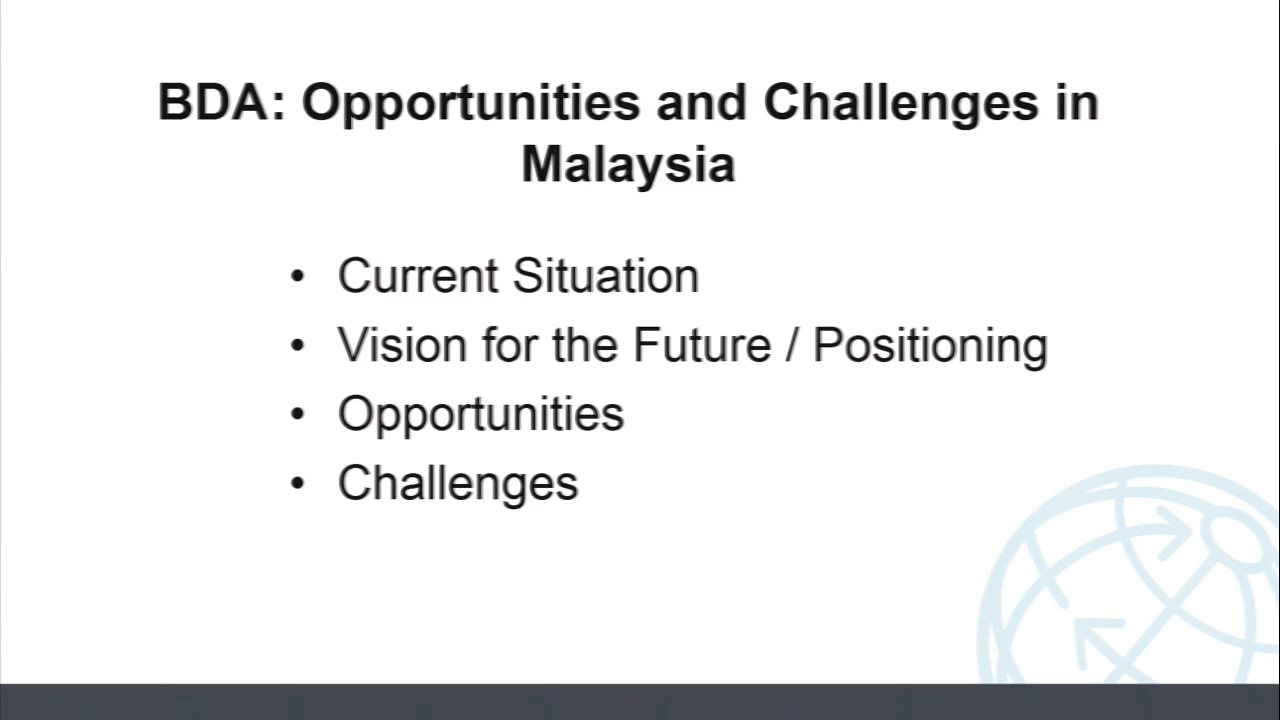 BDA: Opportunities and Challenges in
Malaysia
• Current Situation
• Vision for the Future / Positioning
• Opportunities
• Challenges